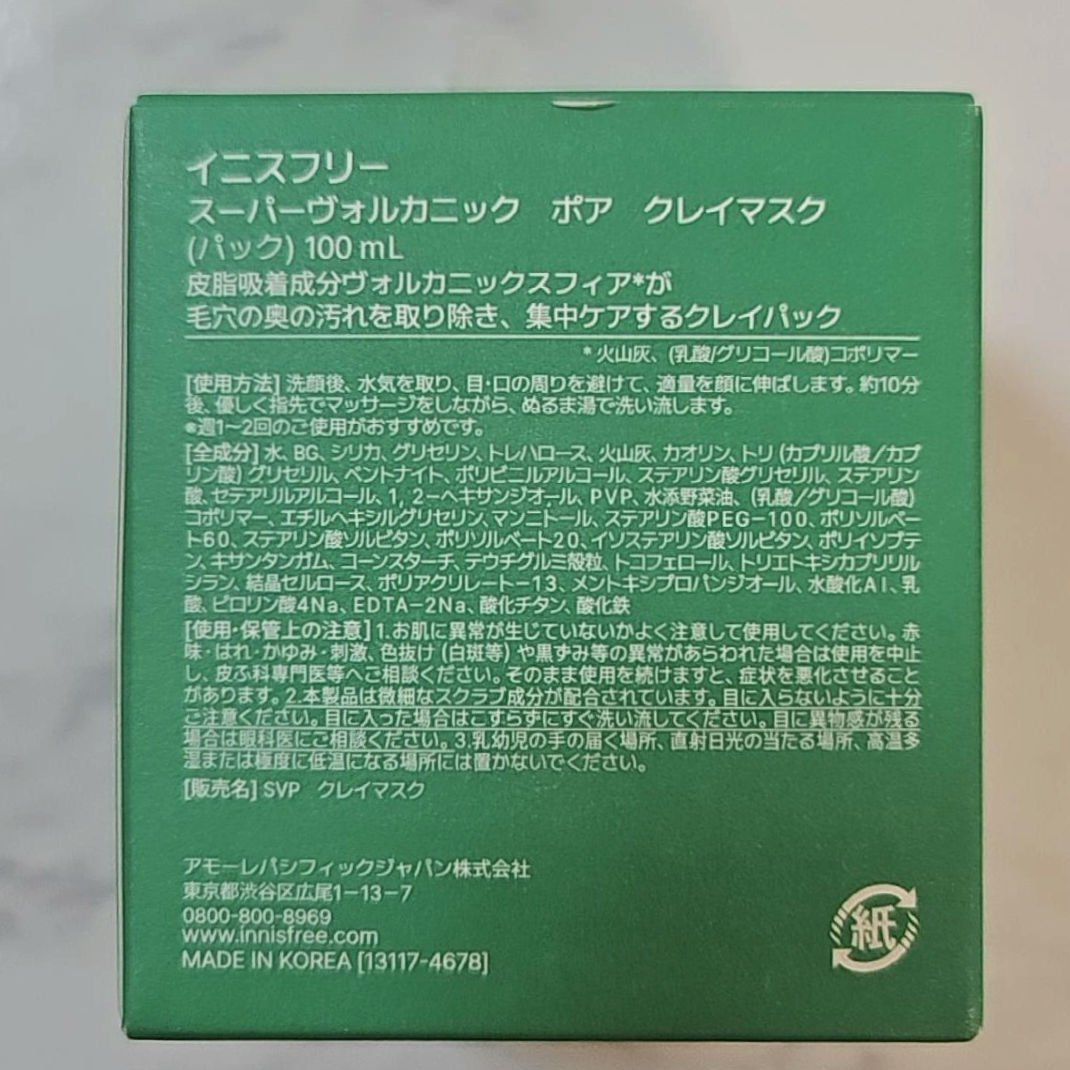 イニスフリー
スーパーヴォルカニック ポア クレイマスク
(パック) 100 mL
皮脂吸着成分ヴォルカニックスフィア*が
毛穴の奥の汚れを取り除き、集中ケアするクレイパック
* 火山灰、(乳酸/グリコール酸)コポリマー
[使用方法] 洗顔後、水気を取り、目・口の周りを避けて、適量を顔に伸ばします。約10分
後、優しく指先でマッサージをしながら、ぬるま湯で洗い流します。
※週1〜2回のご使用がおすすめです。
[全成分] 水、BG、シリカ、グリセリン、トレハロース、火山灰、カオリン、トリ (カプリル酸/カプ
リン酸) グリセリル、ベントナイト、ポリビニルアルコール、ステアリン酸グリセリル、ステアリン
酸、セテアリルアルコール、1, 2-ヘキサンジオール、PVP、水添野菜油、(乳酸/グリコール酸)
コポリマー、エチルヘキシルグリセリン、マンニトール、ステアリン酸PEG-100、ポリソルベー
ト60、ステアリン酸ソルビタン、ポリソルベート20、イソステアリン酸ソルビタン、ポリイソブテ
ン、キサンタンガム、コーンスターチ、テウチグルミ殻粒、トコフェロール、トリエトキシカプリリル
シラン、結晶セルロース、ポリアクリレート-13、メントキシプロパンジオール、水酸化Al、乳
酸、ピロリン酸4Na、EDTA-2Na、酸化チタン、酸化鉄
[使用・保管上の注意] 1.お肌に異常が生じていないかよく注意して使用してください。赤
味・はれ・かゆみ・刺激、色抜け (白斑等) や黒ずみ等の異常があらわれた場合は使用を中止
し、皮ふ科専門医等へご相談ください。そのまま使用を続けますと、症状を悪化させること
があります。2.本製品は微細なスクラブ成分が配合されています。目に入らないように十分
ご注意ください。目に入った場合はこすらずにすぐ洗い流してください。目に異物感が残る
場合は眼科医にご相談ください。3.乳幼児の手の届く場所、直射日光の当たる場所、高温多
湿または極度に低温になる場所には置かないでください。
[販売名] SVP クレイマスク
アモーレパシフィックジャパン株式会社
東京都渋谷区広尾1-13-7
0800-800-8969
www.innisfree.com
MADE IN KOREA [13117-4678]
紙